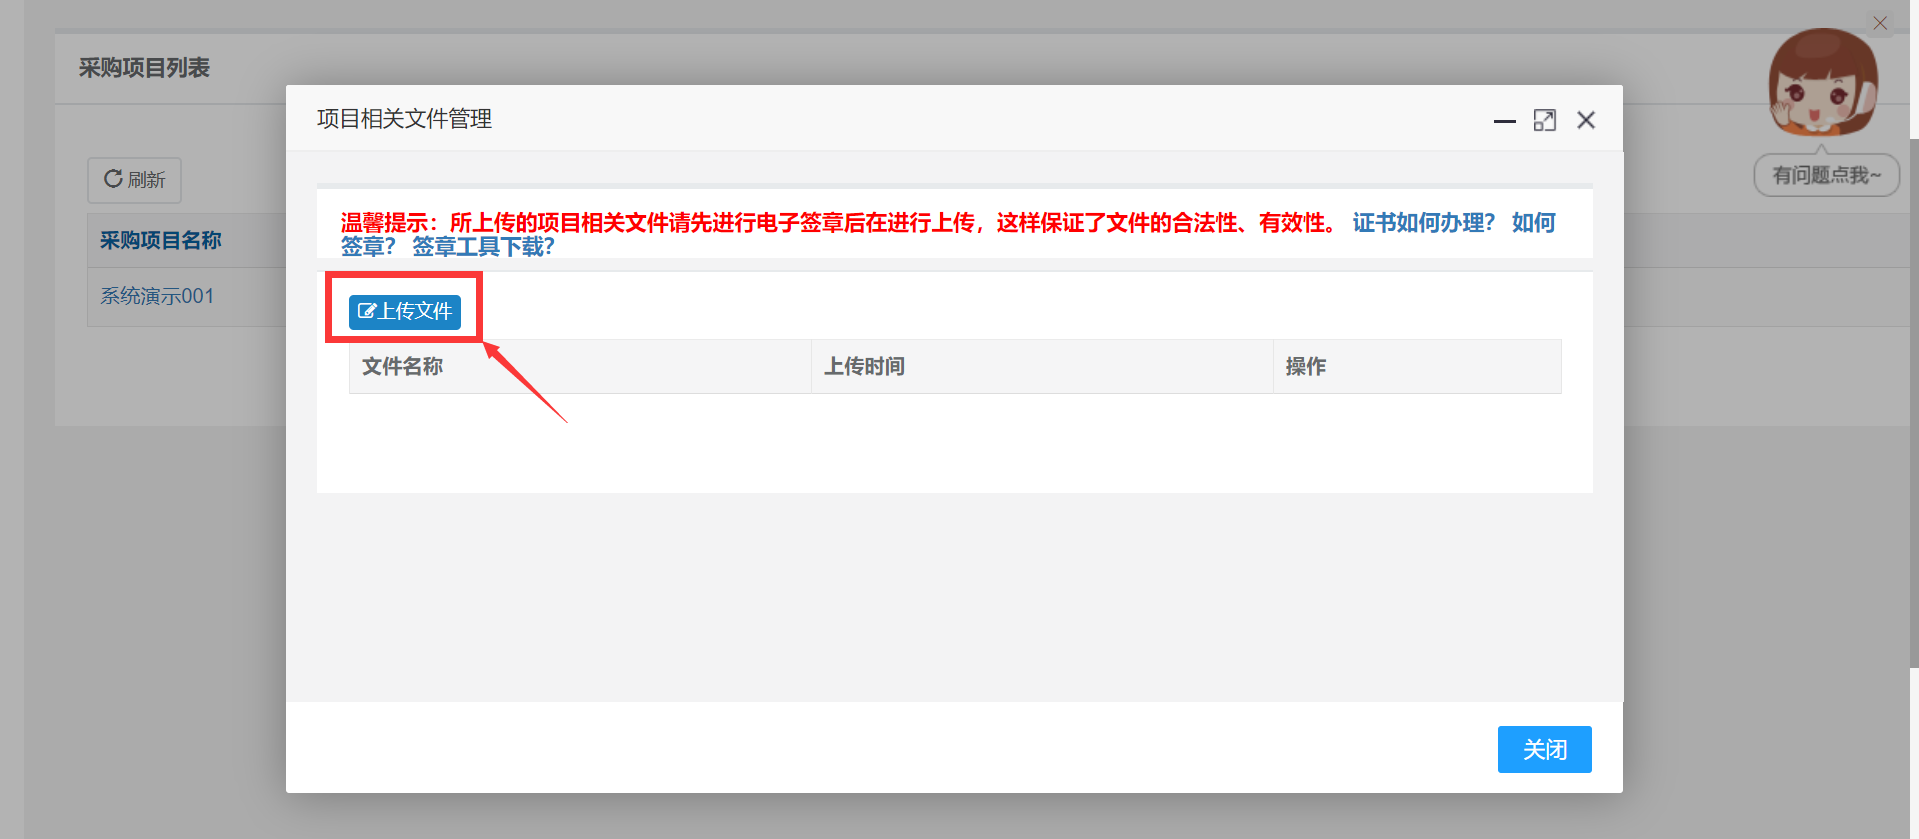 采购项目列表
项目相关文件管理
有问题点我~
刷新
温馨提示：所上传的项目相关文件请先进行电子签章后在进行上传，这样保证了文件的合法性、有效性。 证书如何办理？ 如何
签章？ 签章工具下载?
采购项目名称
系统演示001
上传文件
文件名称 上传时间 操作
关闭